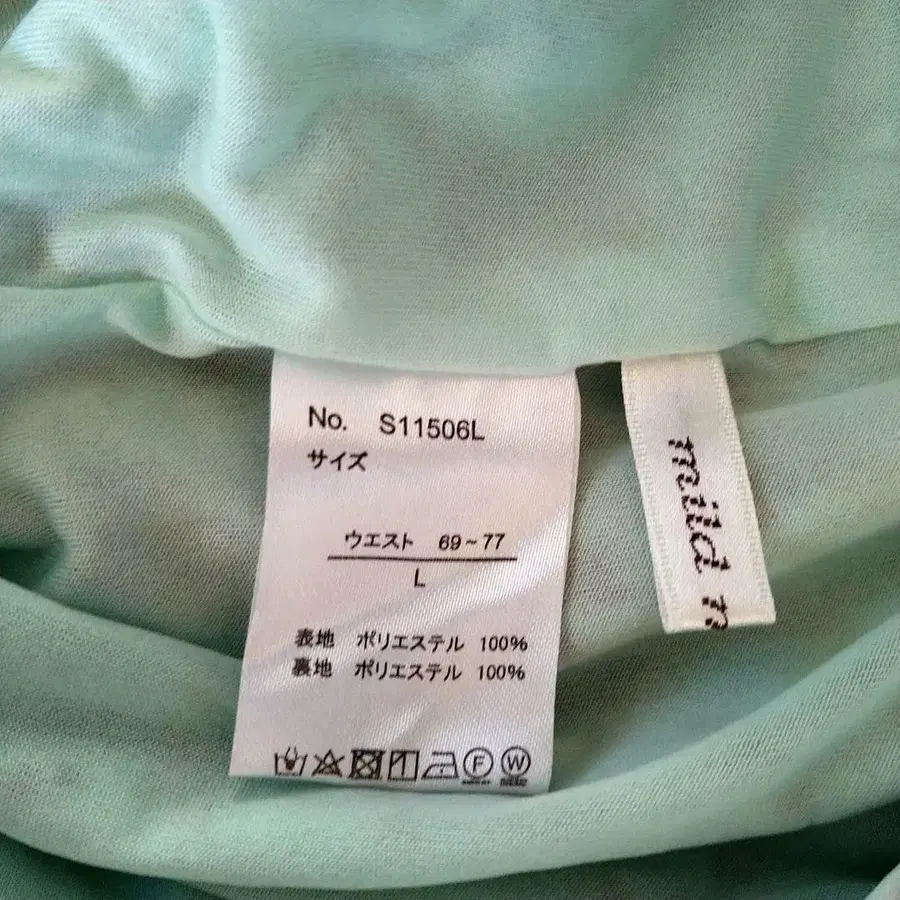 No. S11506L
サイズ
ウエスト 69~77
L
表地 ポリエステル 100%
裏地 ポリエステル 100%
F W
mild